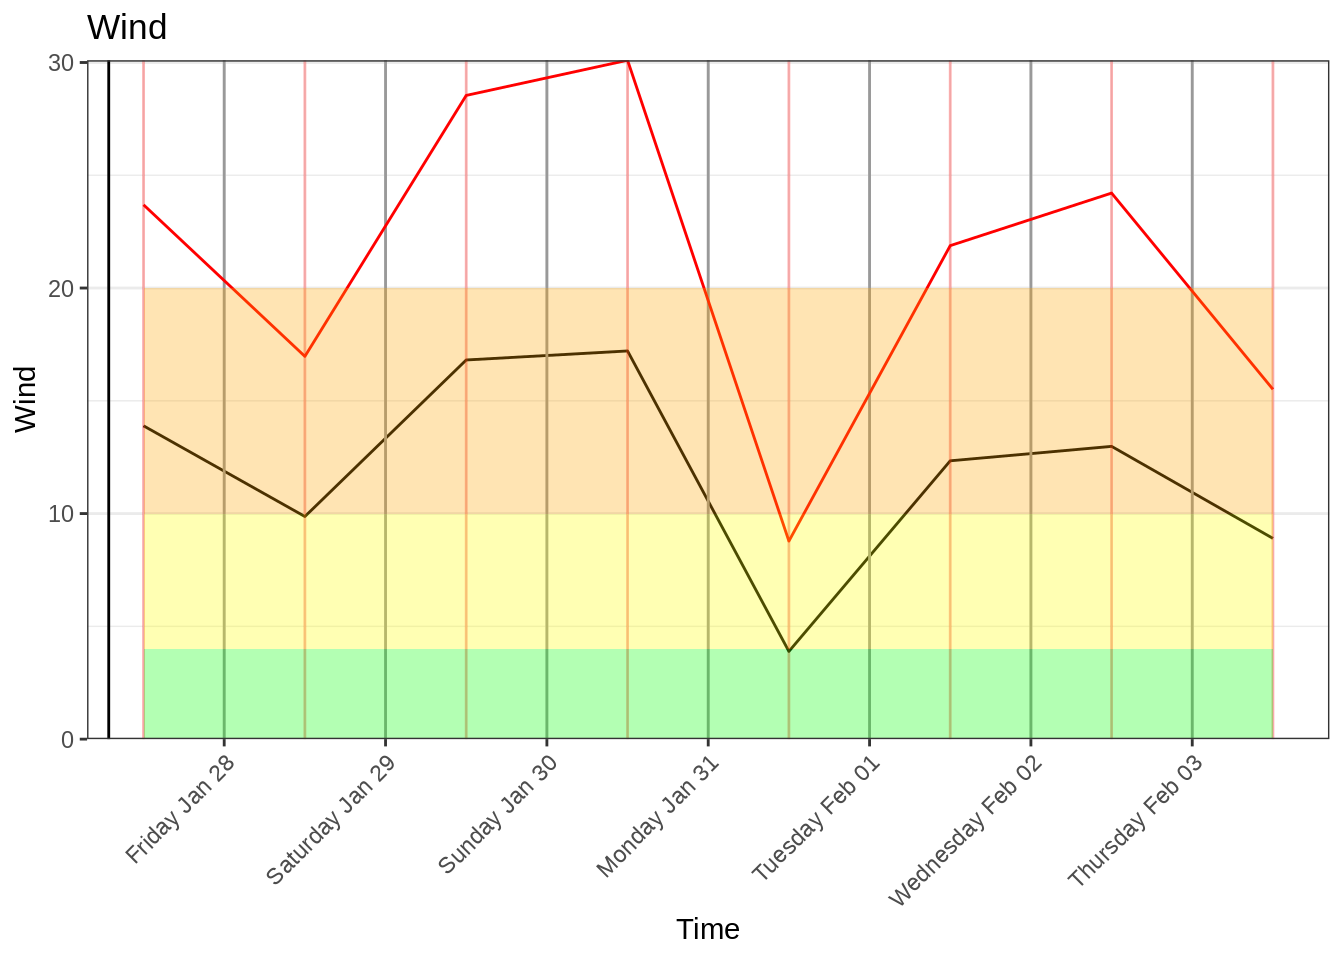 Wind
30
20
10
0
Wind
Friday Jan 28
Saturday Jan 29
Sunday Jan 30
Monday Jan 31
Tuesday Feb 01
Wednesday Feb 02
Thursday Feb 03
Time